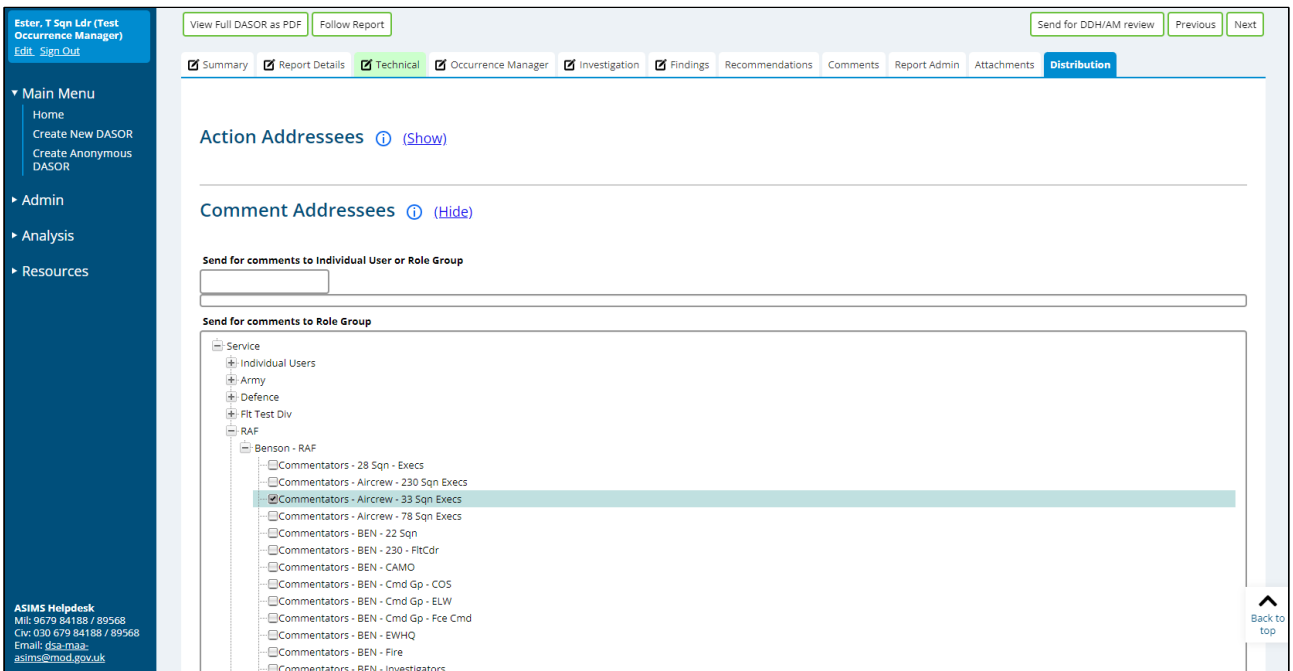 Ester, T Sqn Ldr (Test
Occurrence Manager)
Edit Sign Out
Main Menu
Home
Create New DASOR
Create Anonymous
DASOR
Admin
Analysis
Resources
ASIMS Helpdesk
Mil: 9679 84188 / 89568
Civ: 030 679 84188 / 89568
Email: dsa-maa-
asims@mod.gov.uk
View Full DASOR as PDF Follow Report Send for DDH/AM review Previous Next
Summary Report Details Technical Occurrence Manager Investigation Findings Recommendations Comments Report Admin Attachments Distribution
Action Addressees (Show)
Comment Addressees (Hide)
Send for comments to Individual User or Role Group
Send for comments to Role Group
Service
Individual Users
Army
Defence
Flt Test Div
RAF
Benson - RAF
Commentators - 28 Sqn - Execs
Commentators - Aircrew - 230 Sqn Execs
Commentators - Aircrew - 33 Sqn Execs
Commentators - Aircrew - 78 Sqn Execs
Commentators - BEN - 22 Sqn
Commentators - BEN - 230 - FltCdr
Commentators - BEN - CAMO
Commentators - BEN - Cmd Gp - COS
Commentators - BEN - Cmd Gp - ELW
Commentators - BEN - Cmd Gp - Fce Cmd
Commentators - BEN - EWHQ
Commentators - BEN - Fire
Commentators - BEN - Investigators
Back to
top